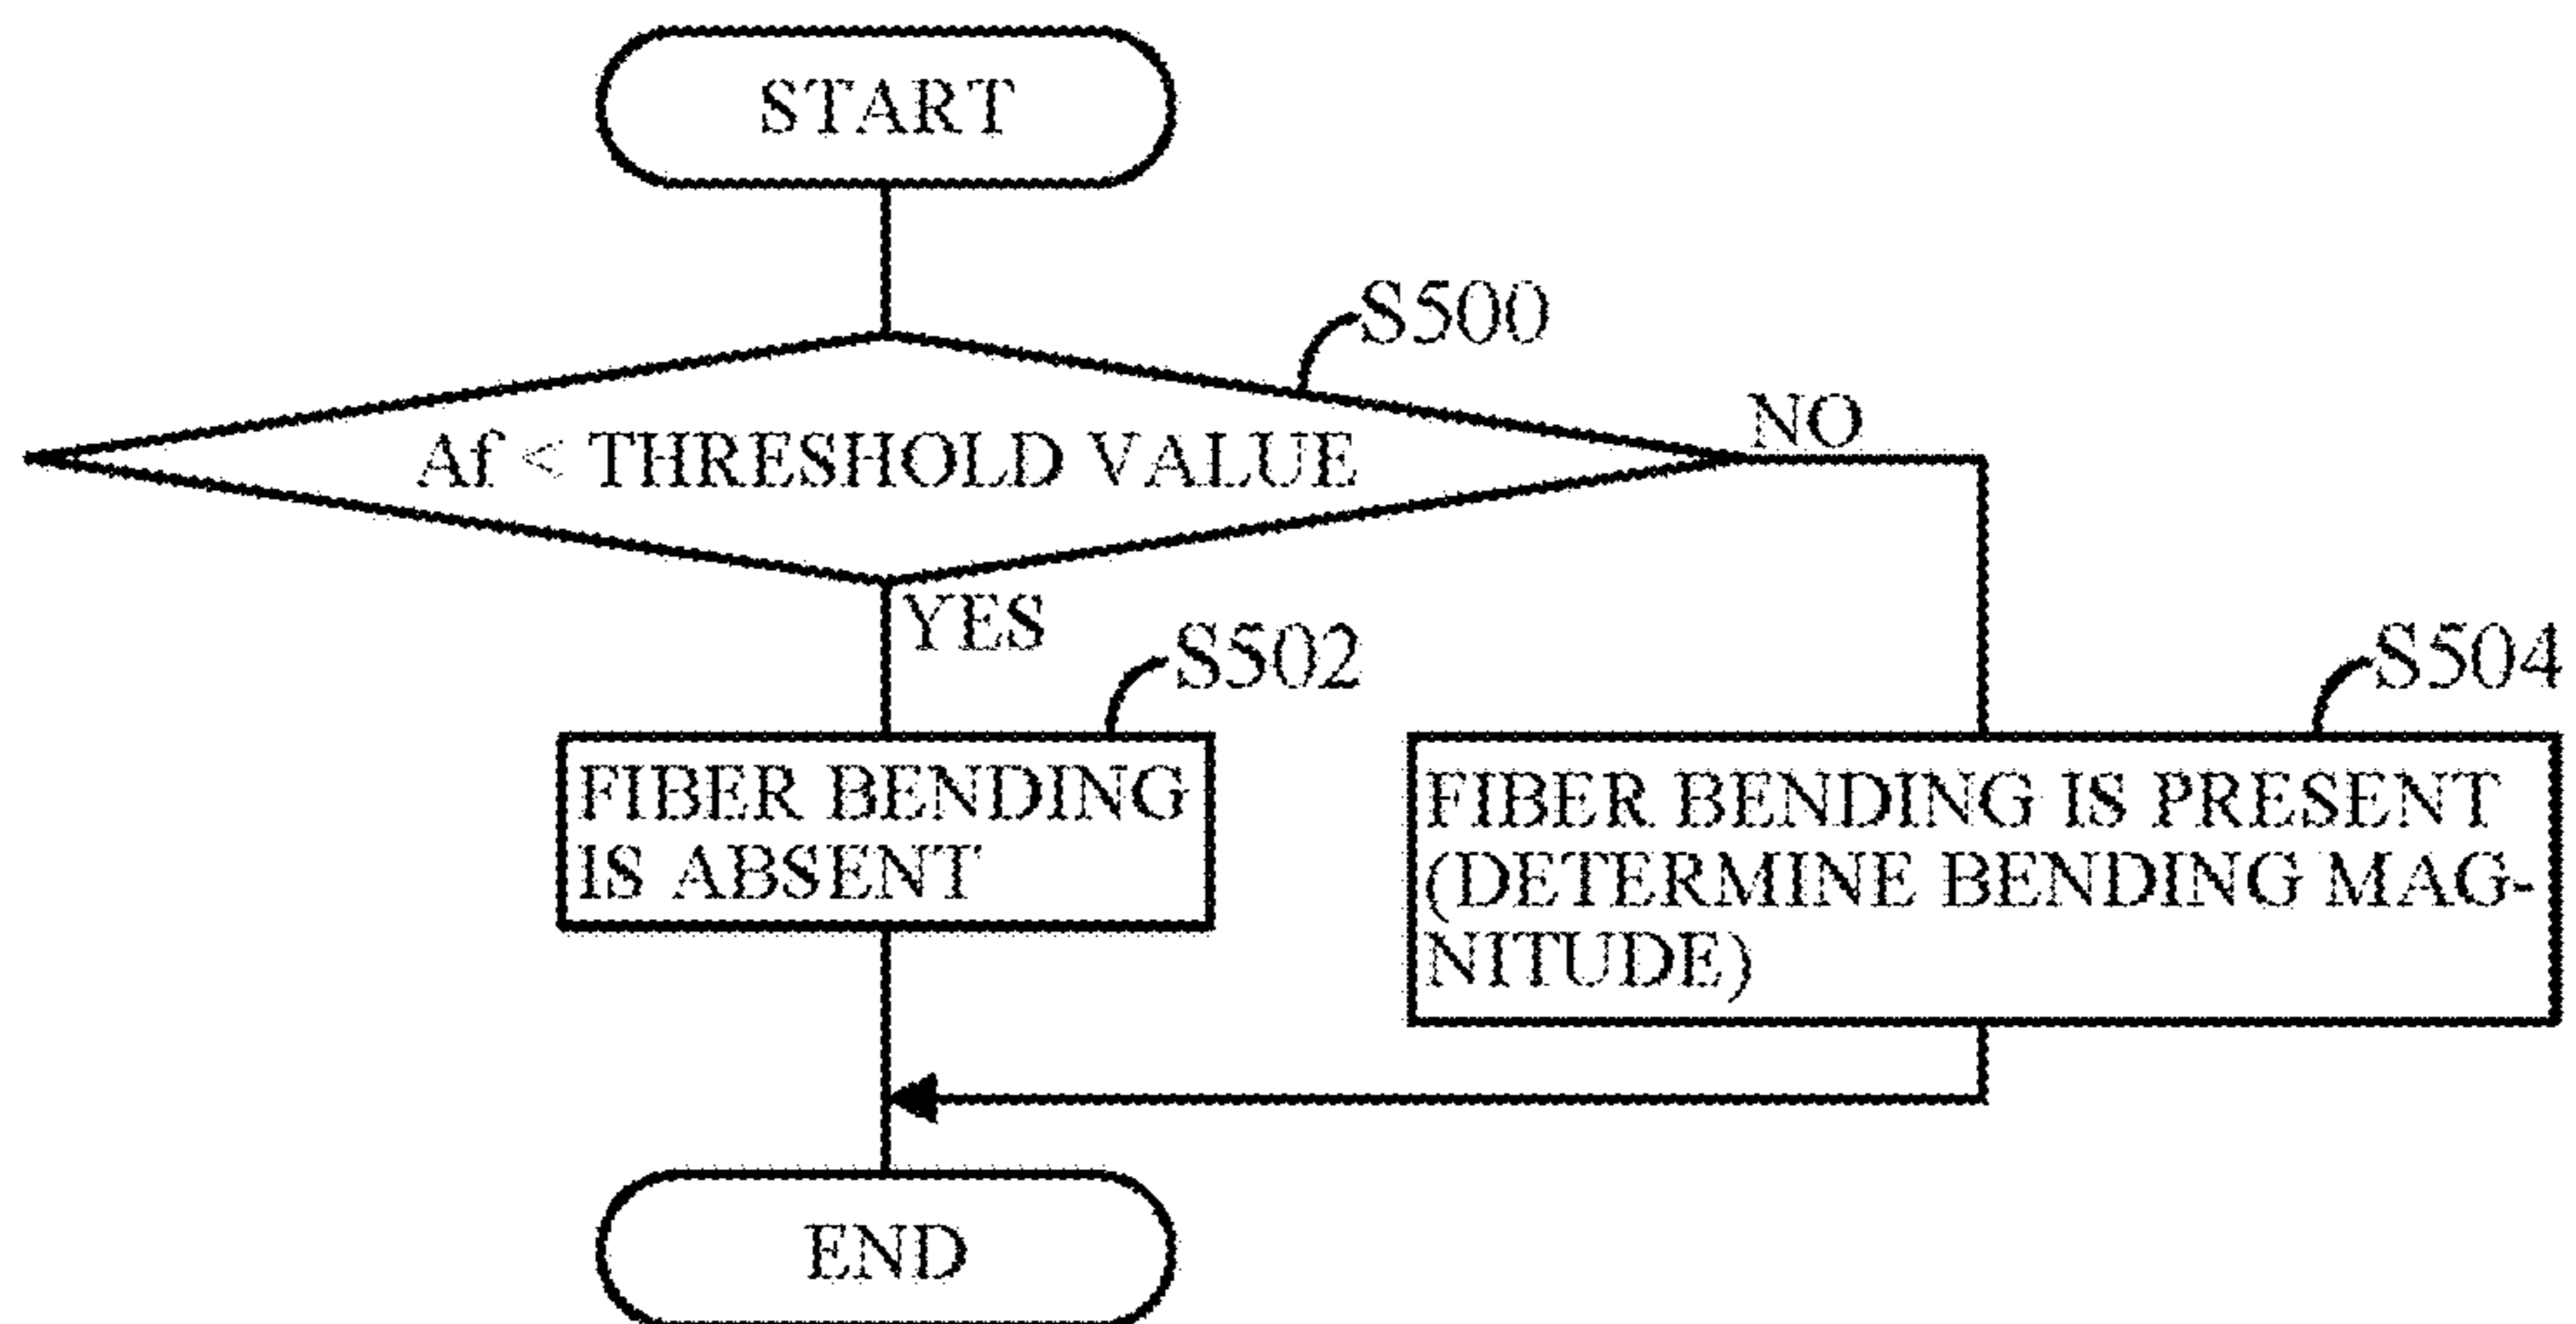 START
S500
Af < THRESHOLD VALUE
NO
YES
S502
S504
FIBER BENDING
IS ABSENT
FIBER BENDING IS PRESENT
(DETERMINE BENDING MAG-
NITUDE)
END